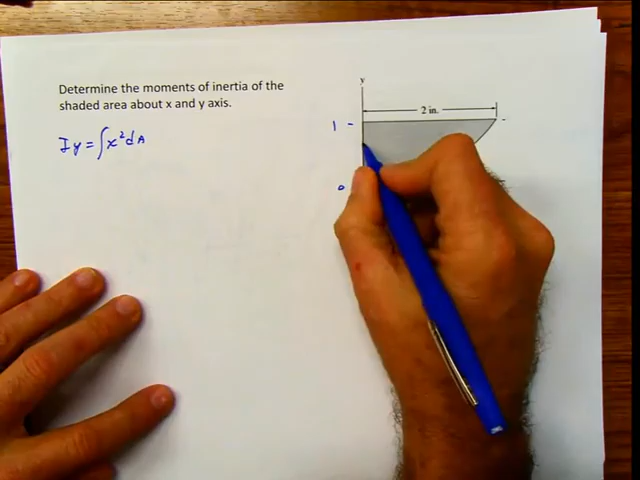 Determine the moments of inertia of the
shaded area about x and y axis.
Iy = ∫x²dA
y
2 in.
1
0